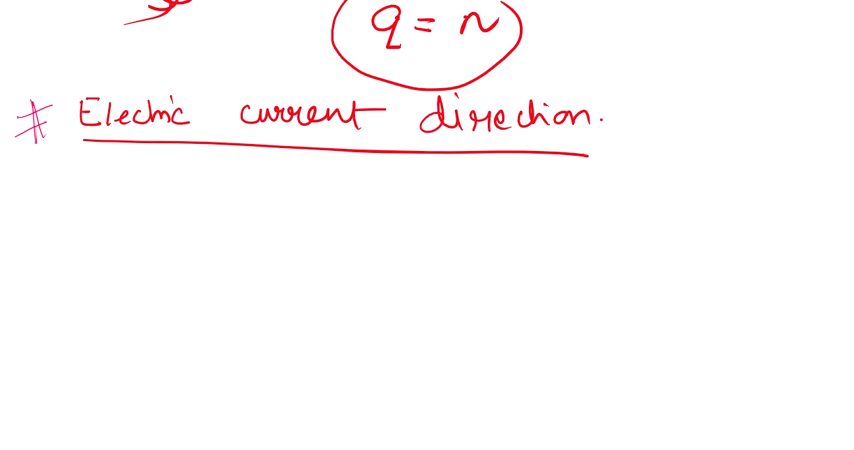 q = n
# Electric current direction.